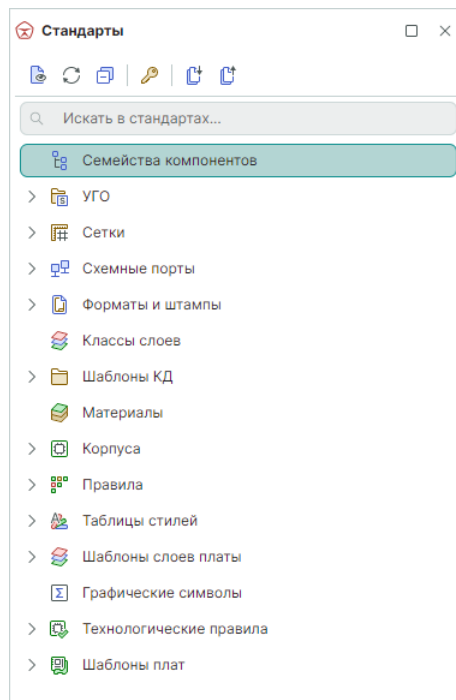 Стандарты
Искать в стандартах...
Семейства компонентов
УГО
Сетки
Схемные порты
Форматы и штампы
Классы слоев
Шаблоны КД
Материалы
Корпуса
Правила
Таблицы стилей
Шаблоны слоев платы
Графические символы
Технологические правила
Шаблоны плат